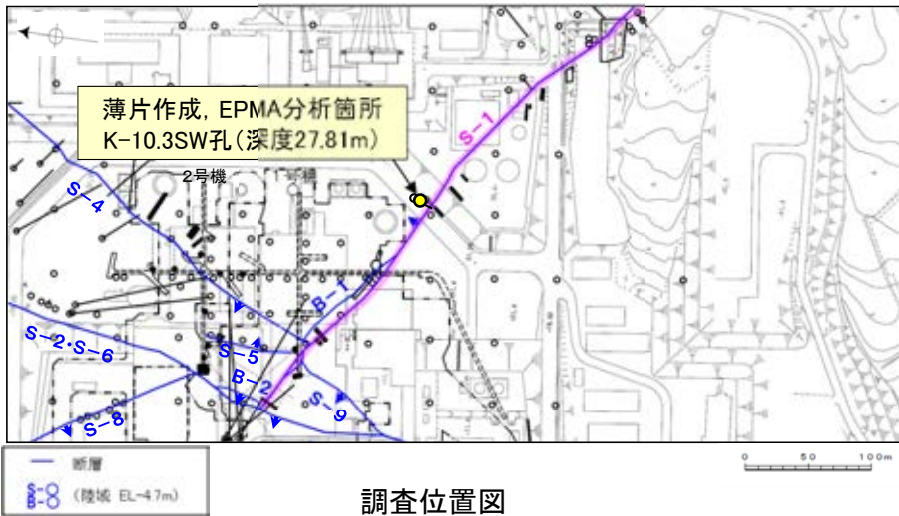 薄片作成, EPMA分析箇所
K-10.3SW孔(深度27.81m)
2号機
S-1
S-4
B-1
S-2・S-6
S-5
B-2
S-9
S-8
断層
S-○
B-○
(陸域 EL-4.7m)
0 50 100m
調査位置図